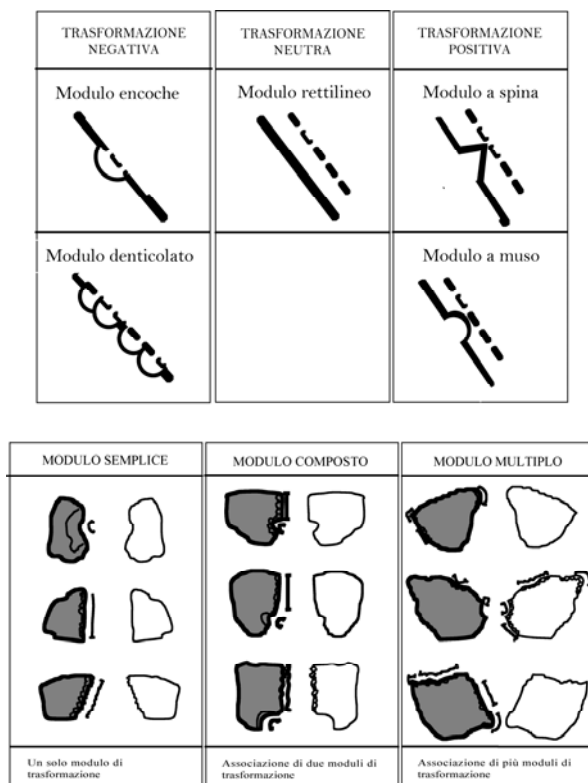 TRASFORMAZIONE
NEGATIVA
TRASFORMAZIONE
NEUTRA
TRASFORMAZIONE
POSITIVA
Modulo encoche
Modulo rettilineo
Modulo a spina
Modulo denticolato
Modulo a muso
MODULO SEMPLICE
MODULO COMPOSTO
MODULO MULTIPLO
Un solo modulo di
trasformazione
Associazione di due moduli di
trasformazione
Associazione di più moduli di
trasformazione